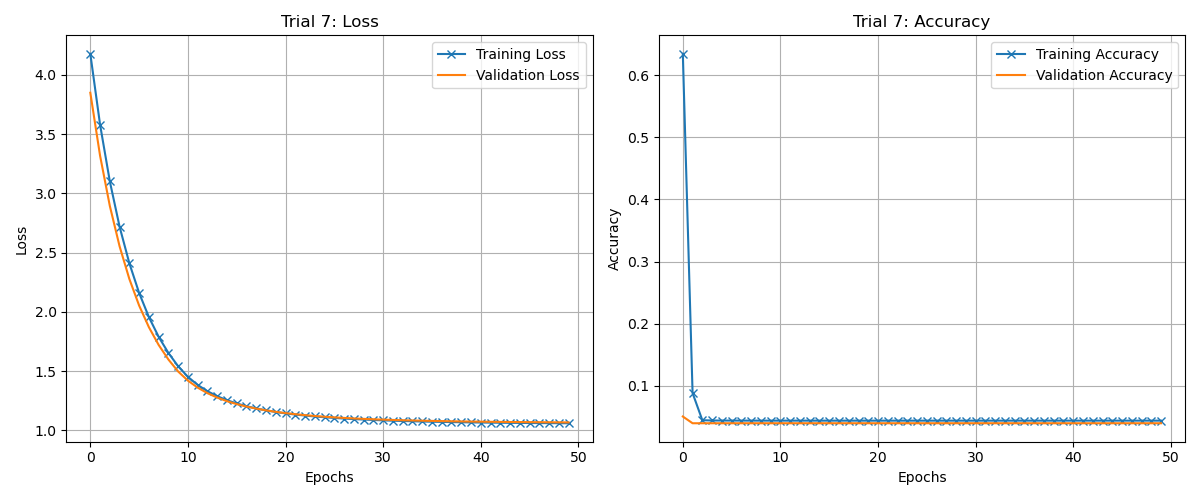 Trial 7: Loss
Training Loss
Validation Loss
4.0
3.5
3.0
2.5
2.0
1.5
1.0
Loss
0 10 20 30 40 50
Epochs
Trial 7: Accuracy
Training Accuracy
Validation Accuracy
0.6
0.5
0.4
0.3
0.2
0.1
Accuracy
0 10 20 30 40 50
Epochs